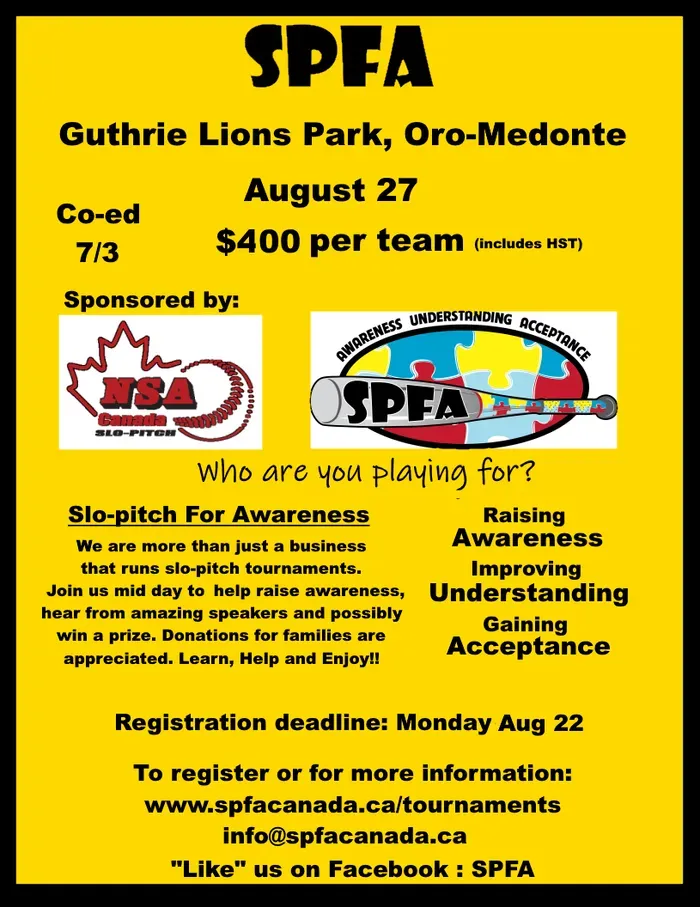 SPFA
Guthrie Lions Park, Oro-Medonte
August 27
Co-ed
7/3
$400 per team (includes HST)
Sponsored by:
NSA
Canada
SLO-PITCH
AWARENESS UNDERSTANDING ACCEPTANCE
SPFA
Who are you playing for?
Slo-pitch For Awareness
We are more than just a business
that runs slo-pitch tournaments.
Join us mid day to help raise awareness,
hear from amazing speakers and possibly
win a prize. Donations for families are
appreciated. Learn, Help and Enjoy!!
Raising
Awareness
Improving
Understanding
Gaining
Acceptance
Registration deadline: Monday Aug 22
To register or for more information:
www.spfacanada.ca/tournaments
info@spfacanada.ca
"Like" us on Facebook : SPFA